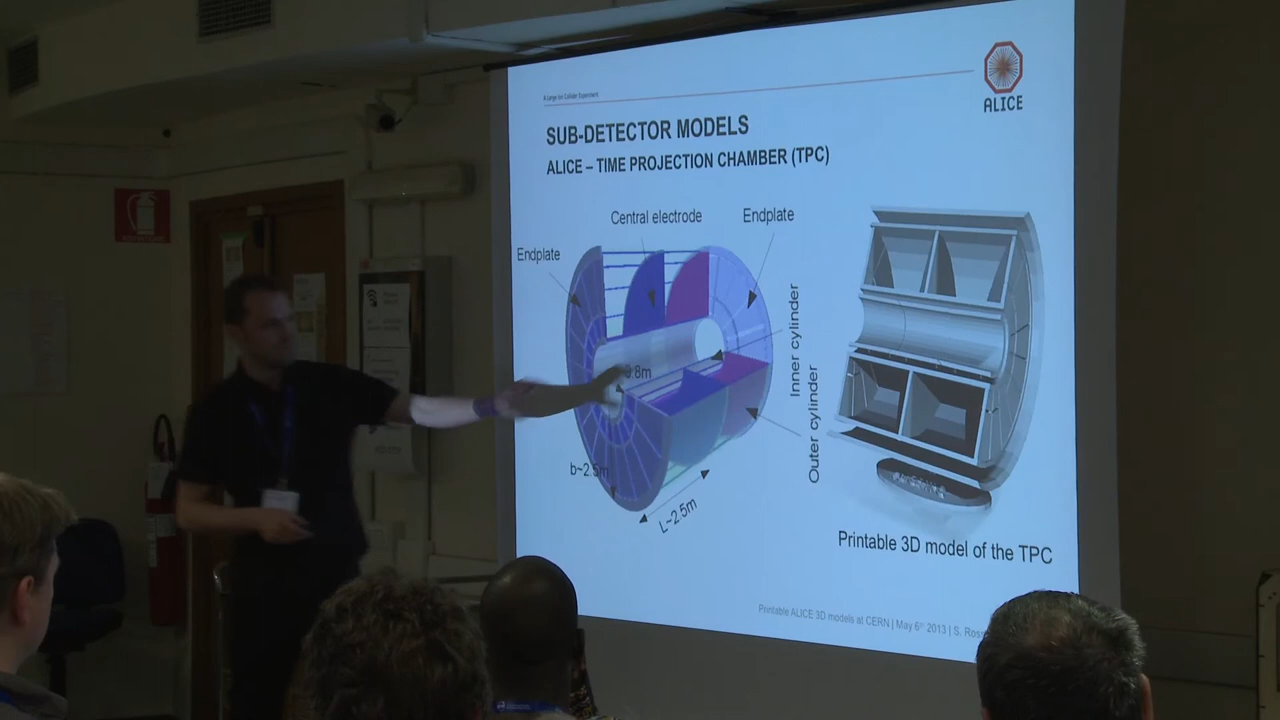 A Large Ion Collider Experiment
ALICE
SUB-DETECTOR MODELS
ALICE – TIME PROJECTION CHAMBER (TPC)
Central electrode
Endplate
Endplate
Inner cylinder
Outer cylinder
b~2.5m
L~2.5m
Printable 3D model of the TPC
Printable ALICE 3D models at CERN | May 6th 2013 | S.